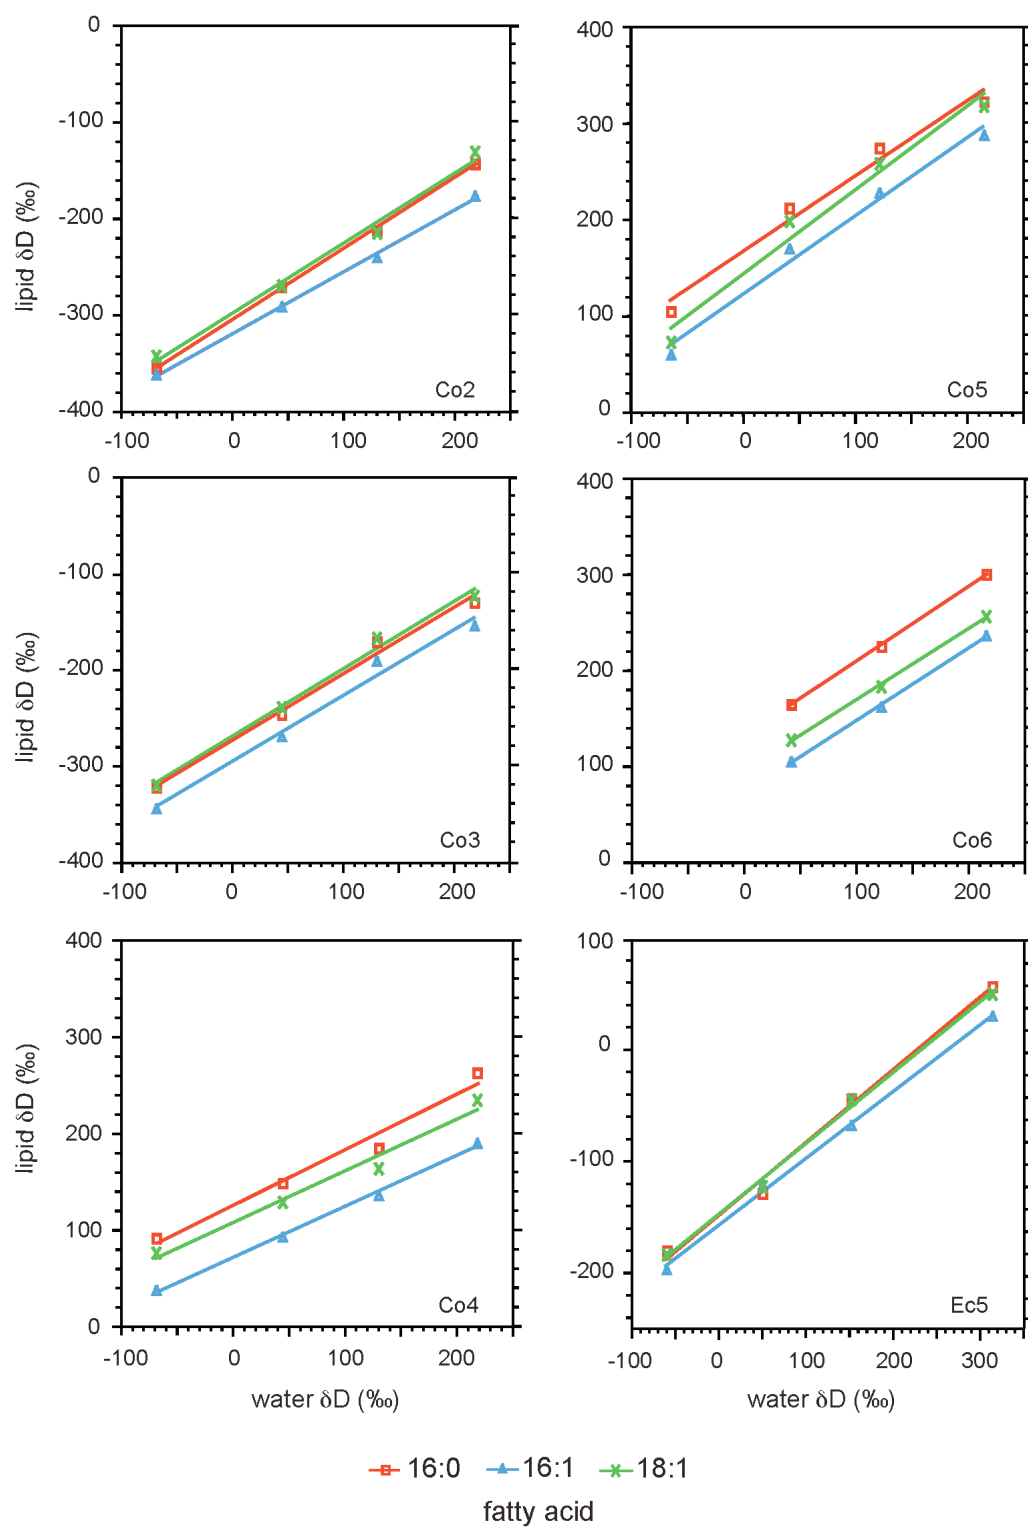 0
-100
-200
-300
-400
lipid δD (‰)
-100 0 100 200
Co2
400
300
200
100
0
-100 0 100 200
Co5
0
-100
-200
-300
-400
lipid δD (‰)
-100 0 100 200
Co3
400
300
200
100
0
-100 0 100 200
Co6
400
300
200
100
0
lipid δD (‰)
-100 0 100 200
Co4
water δD (‰)
100
0
-100
-200
-100 0 100 200 300
Ec5
water δD (‰)
16:0 16:1 18:1
fatty acid